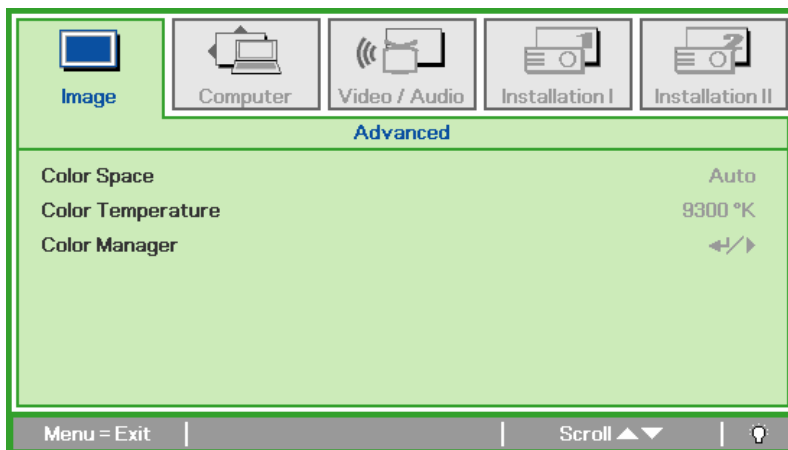 Image Computer Video / Audio Installation I Installation II
Advanced
Color Space Auto
Color Temperature 9300 °K
Color Manager
Menu = Exit Scroll